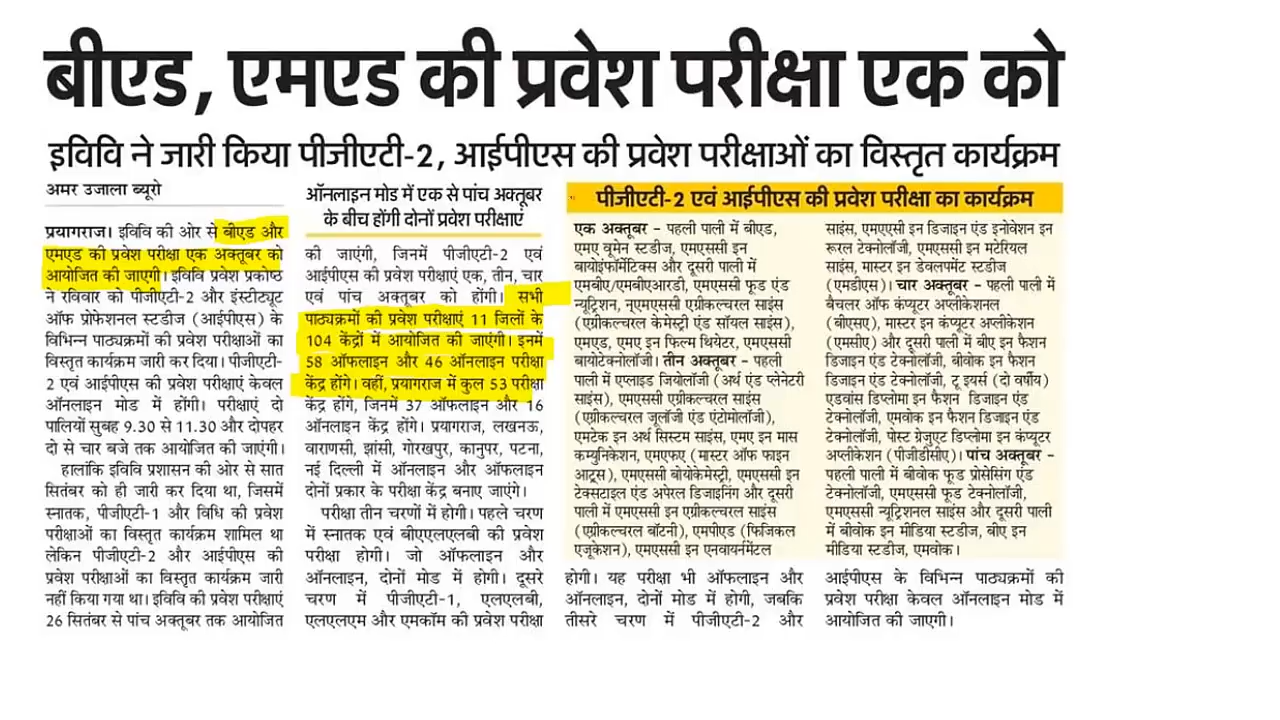 बीएड, एमएड की प्रवेश परीक्षा एक को
इविवि ने जारी किया पीजीएटी-2, आईपीएस की प्रवेश परीक्षाओं का विस्तृत कार्यक्रम
अमर उजाला ब्यूरो
प्रयागराज। इविवि की ओर से बीएड और
एमएड की प्रवेश परीक्षा एक अक्तूबर को
आयोजित की जाएगी। इविवि प्रवेश प्रकोष्ठ
ने रविवार को पीजीएटी-2 और इंस्टीट्यूट
ऑफ प्रोफेशनल स्टडीज (आईपीएस) के
विभिन्न पाठ्यक्रमों की प्रवेश परीक्षाओं का
विस्तृत कार्यक्रम जारी कर दिया। पीजीएटी-
2 एवं आईपीएस की प्रवेश परीक्षाएं केवल
ऑनलाइन मोड में होंगी। परीक्षाएं दो
पालियों सुबह 9.30 से 11.30 और दोपहर
दो से चार बजे तक आयोजित की जाएंगी।
हालांकि इविवि प्रशासन की ओर से सात
सितंबर को ही जारी कर दिया था, जिसमें
स्नातक, पीजीएटी-1 और विधि की प्रवेश
परीक्षाओं का विस्तृत कार्यक्रम शामिल था
लेकिन पीजीएटी-2 और आईपीएस की
प्रवेश परीक्षाओं का विस्तृत कार्यक्रम जारी
नहीं किया गया था। इविवि की प्रवेश परीक्षाएं
26 सितंबर से पांच अक्तूबर तक आयोजित
ऑनलाइन मोड में एक से पांच अक्तूबर
के बीच होंगी दोनों प्रवेश परीक्षाएं
की जाएंगी, जिनमें पीजीएटी-2 एवं
आईपीएस की प्रवेश परीक्षाएं एक, तीन, चार
एवं पांच अक्तूबर को होंगी। सभी
पाठ्यक्रमों की प्रवेश परीक्षाएं 11 जिलों के
104 केंद्रों में आयोजित की जाएंगी। इनमें
58 ऑफलाइन और 46 ऑनलाइन परीक्षा
केंद्र होंगे। वहीं, प्रयागराज में कुल 53 परीक्षा
केंद्र होंगे, जिनमें 37 ऑफलाइन और 16
ऑनलाइन केंद्र होंगे। प्रयागराज, लखनऊ,
वाराणसी, झांसी, गोरखपुर, कानपुर, पटना,
नई दिल्ली में ऑनलाइन और ऑफलाइन
दोनों प्रकार के परीक्षा केंद्र बनाए जाएंगे।
परीक्षा तीन चरणों में होगी। पहले चरण
में स्नातक एवं बीएएलएलबी की प्रवेश
परीक्षा होगी। जो ऑफलाइन और
ऑनलाइन, दोनों मोड में होगी। दूसरे
चरण में पीजीएटी-1, एलएलबी,
एलएलएम और एमकॉम की प्रवेश परीक्षा
पीजीएटी-2 एवं आईपीएस की प्रवेश परीक्षा का कार्यक्रम
एक अक्तूबर - पहली पाली में बीएड,
एमए वूमेन स्टडीज, एमएससी इन
बायोइंफॉर्मेटिक्स और दूसरी पाली में
एमबीए/एमबीएआरडी, एमएससी फूड एंड
न्यूट्रिशन, नूएमएससी एग्रीकल्चरल साइंस
(एग्रीकल्चरल केमेस्ट्री एंड सॉयल साइंस),
एमएड, एमए इन फिल्म थियेटर, एमएससी
बायोटेक्नोलॉजी। तीन अक्तूबर - पहली
पाली में एप्लाइड जियोलॉजी (अर्थ एंड प्लेनेटरी
साइंस), एमएससी एग्रीकल्चरल साइंस
(एग्रीकल्चरल जूलॉजी एंड एंटोमोलॉजी),
एमटेक इन अर्थ सिस्टम साइंस, एमए इन मास
कम्युनिकेशन, एमएफए (मास्टर ऑफ फाइन
आट्र्स), एमएससी बायोकेमेस्ट्री, एमएससी इन
टेक्सटाइल एंड अपेरल डिजाइनिंग और दूसरी
पाली में एमएससी इन एग्रीकल्चरल साइंस
(एग्रीकल्चरल बॉटनी), एमपीएड (फिजिकल
एजूकेशन), एमएससी इन एनवायर्नमेंटल
साइंस, एमएससी इन डिजाइन एंड इनोवेशन इन
रूरल टेक्नोलॉजी, एमएससी इन मटेरियल
साइंस, मास्टर इन डेवलपमेंट स्टडीज
(एमडीएस)। चार अक्तूबर - पहली पाली में
बैचलर ऑफ कंप्यूटर अप्लीकेशनल
(बीएसए), मास्टर इन कंप्यूटर अप्लीकेशन
(एमसीए) और दूसरी पाली में बीए इन फैशन
डिजाइन एंड टेक्नोलॉजी, बीवोक इन फैशन
डिजाइन एंड टेक्नोलॉजी, टू इयर्स (दो वर्षीय)
एडवांस डिप्लोमा इन फैशन डिजाइन एंड
टेक्नोलॉजी, एमवोक इन फैशन डिजाइन एंड
टेक्नोलॉजी, पोस्ट ग्रेजुएट डिप्लोमा इन कंप्यूटर
अप्लीकेशन (पीजीडीसीए)। पांच अक्तूबर -
पहली पाली में बीवोक फूड प्रोसेसिंग एंड
टेक्नोलॉजी, एमएससी फूड टेक्नोलॉजी,
एमएससी न्यूट्रिशनल साइंस और दूसरी पाली
में बीवोक इन मीडिया स्टडीज, बीए इन
मीडिया स्टडीज, एमवोक।
होगी। यह परीक्षा भी ऑफलाइन और
ऑनलाइन, दोनों मोड में होगी, जबकि
तीसरे चरण में पीजीएटी-2 और
आईपीएस के विभिन्न पाठ्यक्रमों की
प्रवेश परीक्षा केवल ऑनलाइन मोड में
आयोजित की जाएगी।